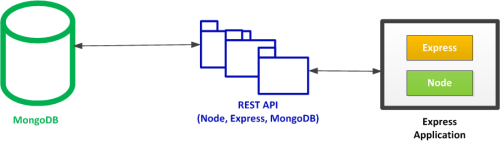 MongoDB
REST API
(Node, Express, MongoDB)
Express
Node
Express
Application